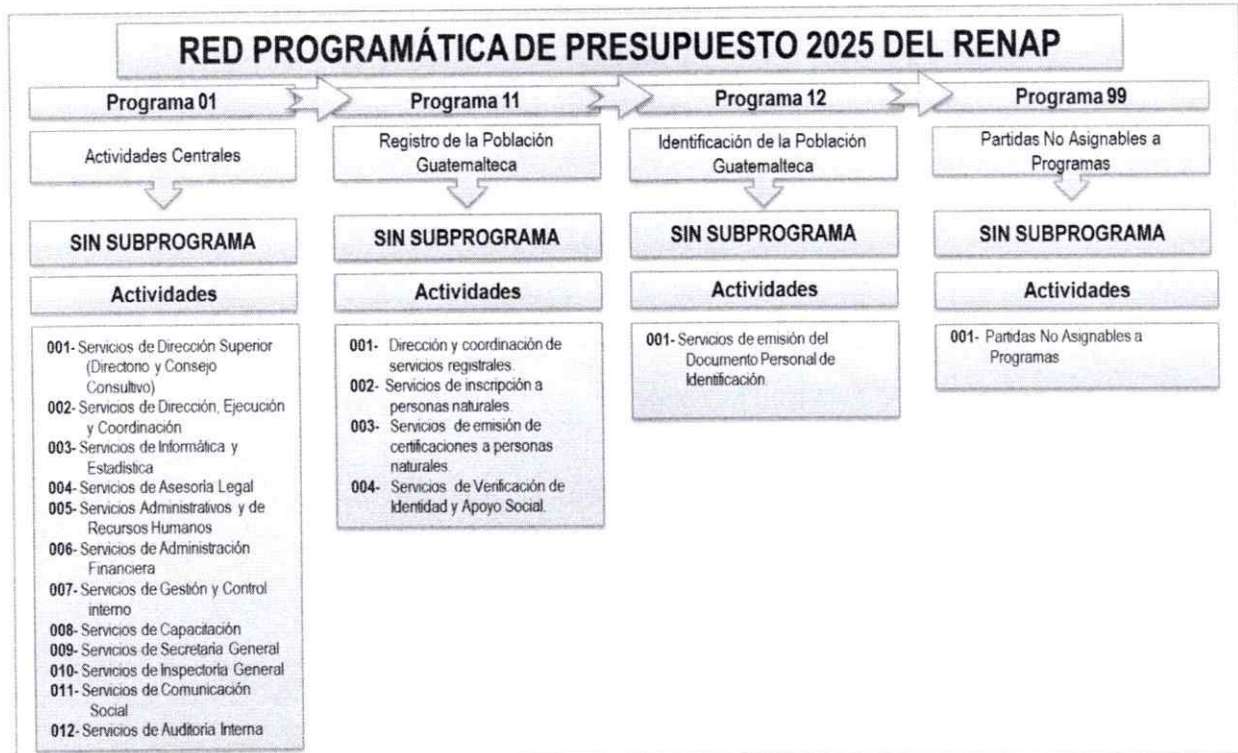 RED PROGRAMÁTICA DE PRESUPUESTO 2025 DEL RENAP
Programa 01
Actividades Centrales
SIN SUBPROGRAMA
Actividades
001- Servicios de Dirección Superior
(Directorio y Consejo
Consultivo)
002- Servicios de Dirección, Ejecución
y Coordinación
003- Servicios de Informática y
Estadística
004- Servicios de Asesoría Legal
005- Servicios Administrativos y de
Recursos Humanos
006- Servicios de Administración
Financiera
007- Servicios de Gestión y Control
interno
008- Servicios de Capacitación
009- Servicios de Secretaría General
010- Servicios de Inspectoría General
011- Servicios de Comunicación
Social
012- Servicios de Auditoría Interna
Programa 11
Registro de la Población
Guatemalteca
SIN SUBPROGRAMA
Actividades
001- Dirección y coordinación de
servicios registrales.
002- Servicios de inscripción a
personas naturales.
003- Servicios de emisión de
certificaciones a personas
naturales.
004- Servicios de Verificación de
Identidad y Apoyo Social.
Programa 12
Identificación de la Población
Guatemalteca
SIN SUBPROGRAMA
Actividades
001- Servicios de emisión del
Documento Personal de
Identificación.
Programa 99
Partidas No Asignables a
Programas
SIN SUBPROGRAMA
Actividades
001- Partidas No Asignables a
Programas